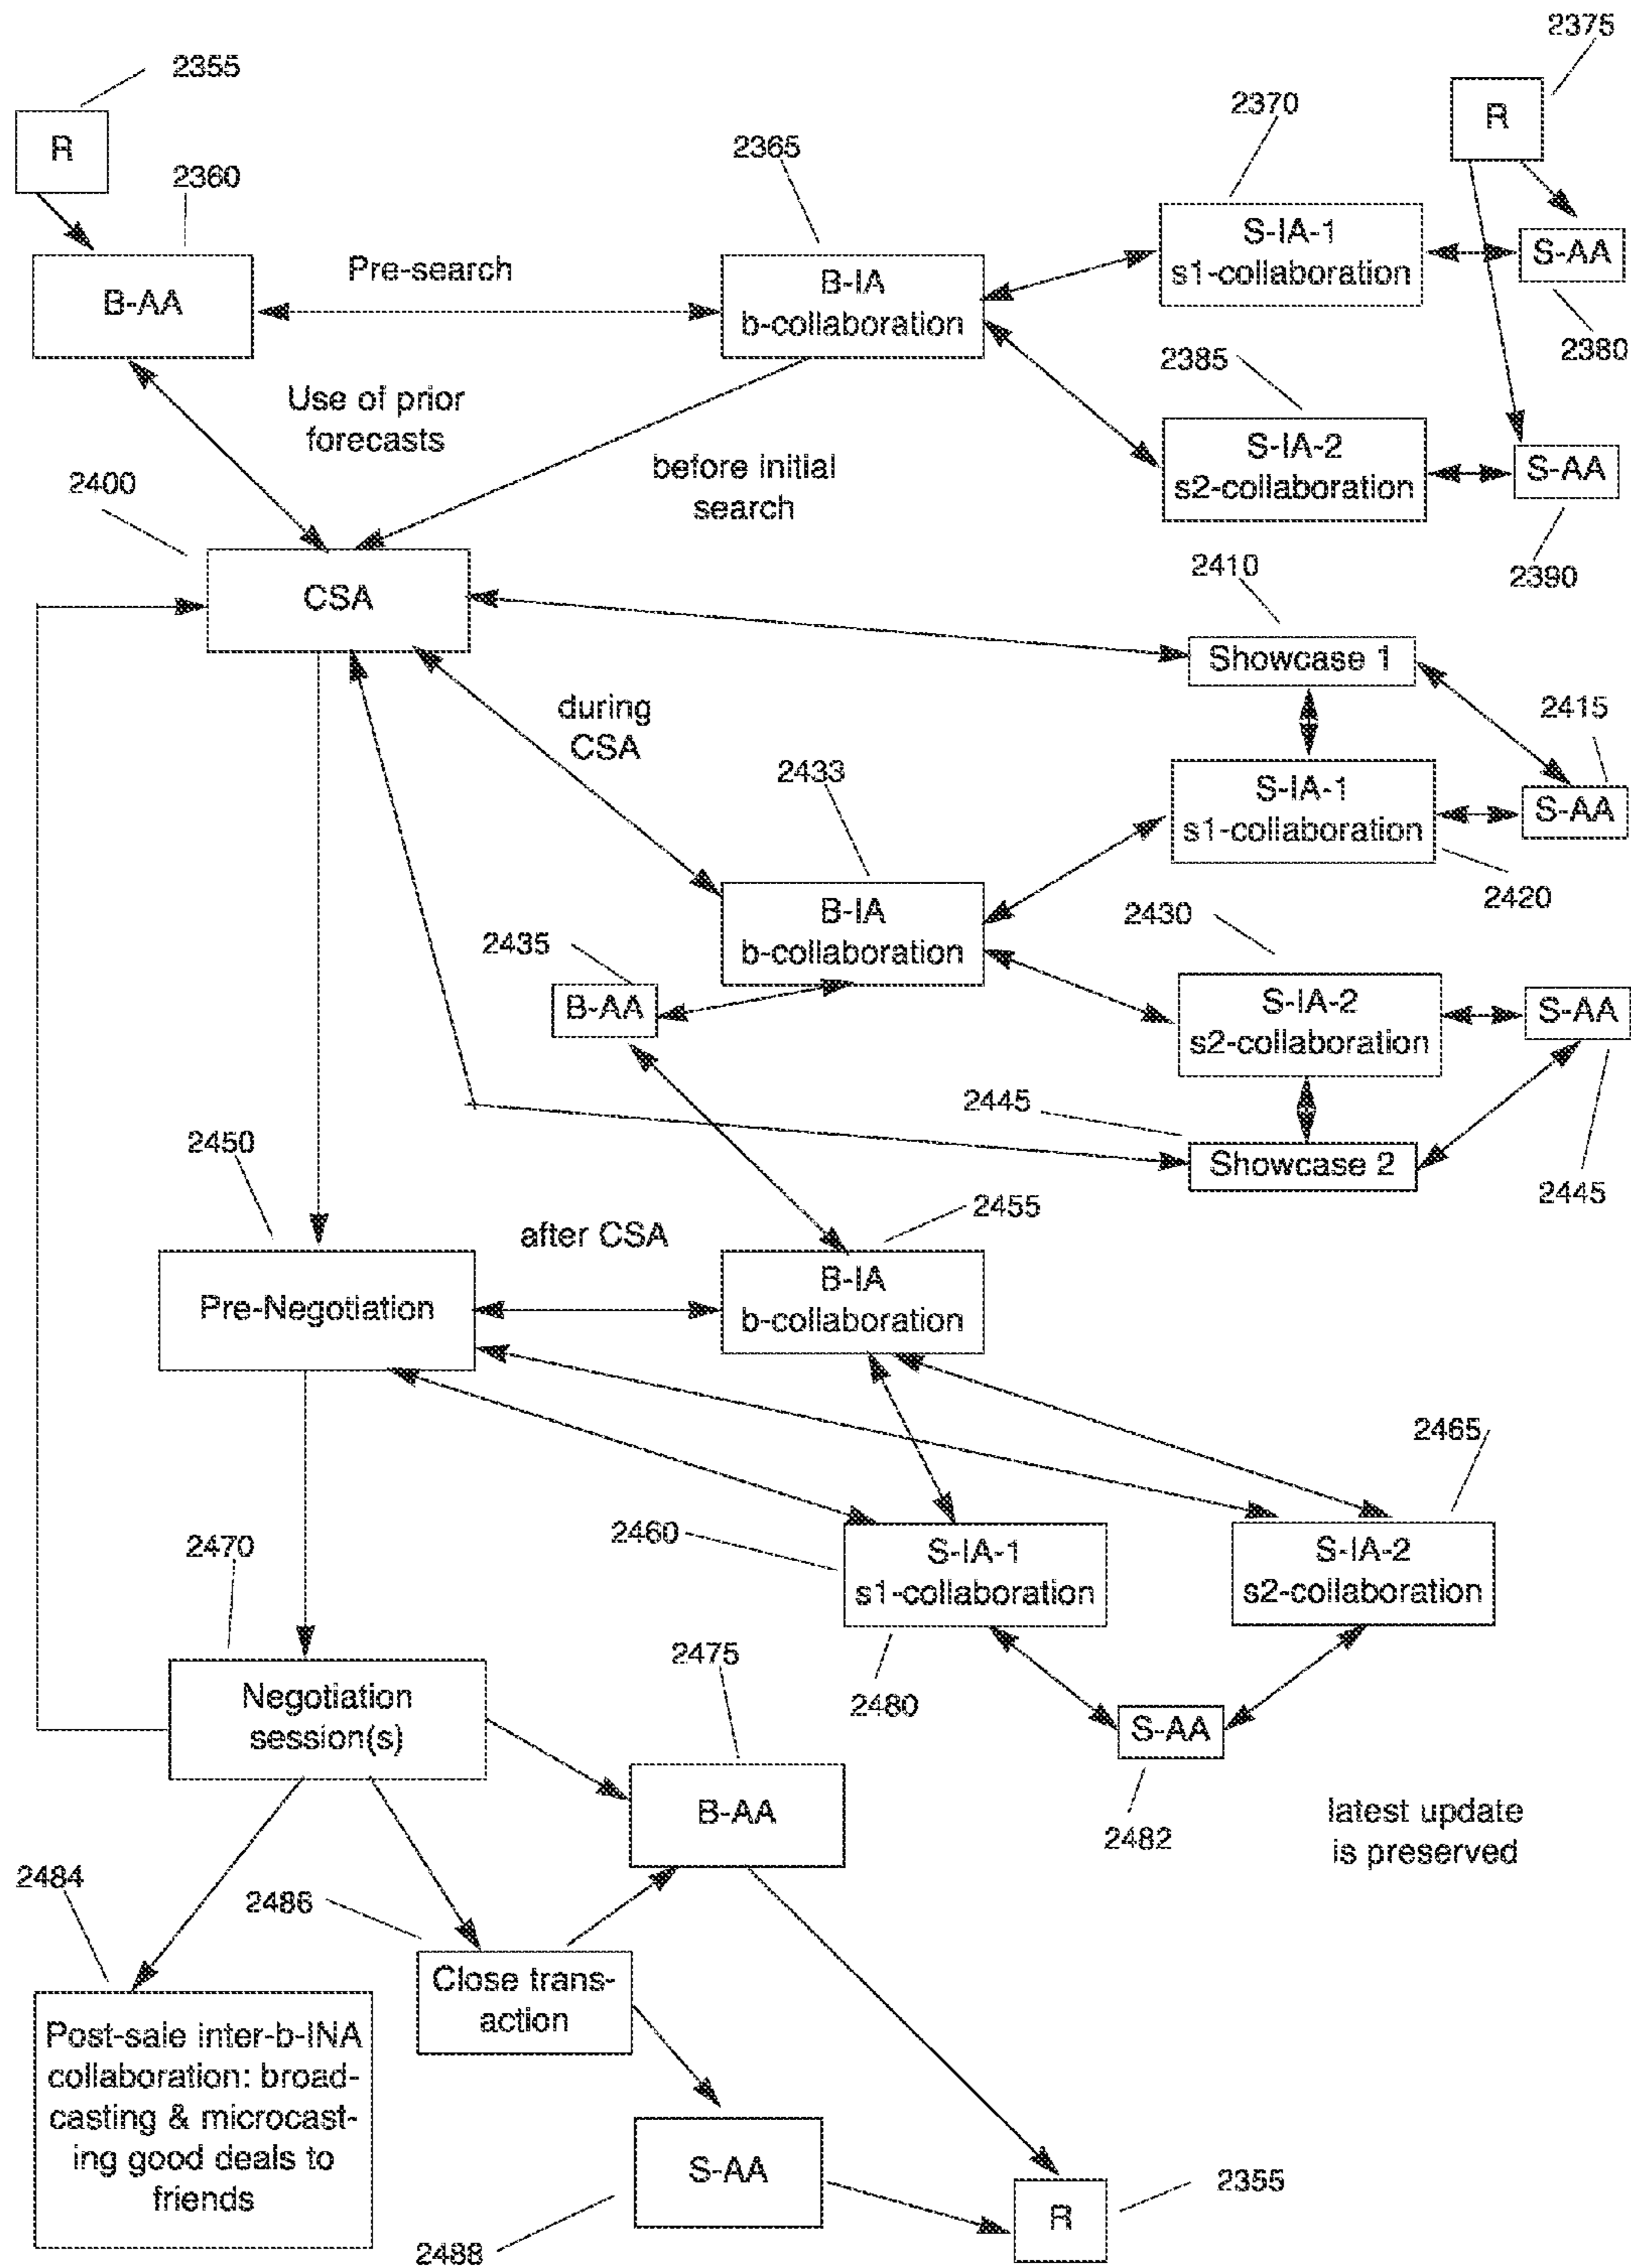 2375
2355
R
R
2370
2360
2365
S-IA-1
s1-collaboration
S-AA
Pre-search
B-AA
B-IA
b-collaboration
2380
2385
Use of prior
forecasts
S-IA-2
s2-collaboration
S-AA
before initial
search
2400
2390
2410
CSA
Showcase 1
2415
during
CSA
2433
S-IA-1
s1-collaboration
S-AA
2420
B-IA
b-collaboration
2430
2435
B-AA
S-IA-2
s2-collaboration
S-AA
2445
Showcase 2
2445
2450
2455
after CSA
Pre-Negotiation
B-IA
b-collaboration
2465
2460
2470
S-IA-1
s1-collaboration
S-IA-2
s2-collaboration
Negotiation
session(s)
2475
2480
S-AA
B-AA
2482
latest update
is preserved
2484
2486
Close trans-
action
Post-sale inter-b-INA
collaboration: broad-
casting & microcast-
ing good deals to
friends
S-AA
2355
R
2488